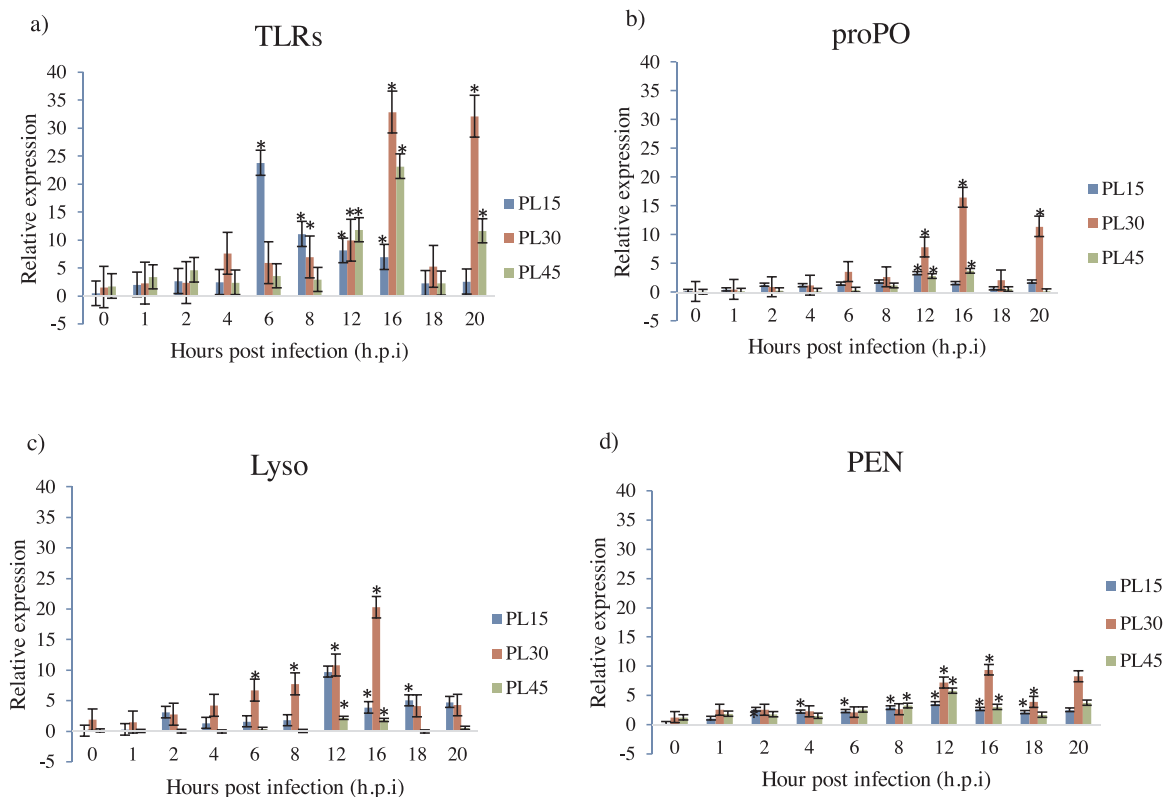 a)
TLRs
Relative expression
40
35
30
25
20
15
10
5
0
-5
* * * * * * * * * * *
0 1 2 4 6 8 12 16 18 20
Hours post infection (h.p.i)
PL15
PL30
PL45
b)
proPO
Relative expression
40
35
30
25
20
15
10
5
0
-5
* * * * * *
0 1 2 4 6 8 12 16 18 20
Hours post infection (h.p.i)
PL15
PL30
PL45
c)
Lyso
Relative expression
40
35
30
25
20
15
10
5
0
-5
* * * * * * * *
0 1 2 4 6 8 12 16 18 20
Hours post infection (h.p.i)
PL15
PL30
PL45
d)
PEN
Relative expression
40
35
30
25
20
15
10
5
0
-5
* * * * * * * * * * * * *
0 1 2 4 6 8 12 16 18 20
Hour post infection (h.p.i)
PL15
PL30
PL45